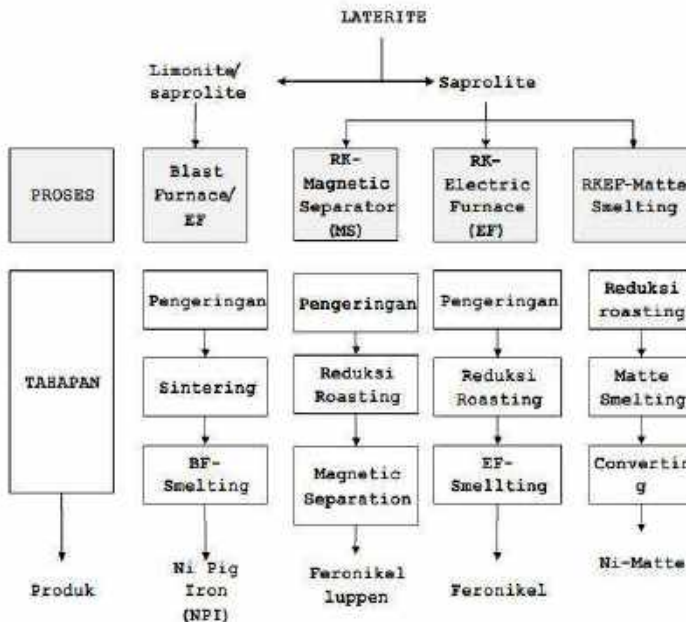 LATERITE
Limonite/
saprolite
Saprolite
PROSES
Blast
Furnace/
EF
RK-
Magnetic
Separator
(MS)
RK-
Electric
Furnace
(EF)
RKEF-Matte
Smelting
TAHAPAN
Pengeringan
Sintering
BF-
Smelting
Pengeringan
Reduksi
Roasting
Magnetic
Separation
Pengeringan
Reduksi
Roasting
EF-
Smellting
Reduksi
roasting
Matte
Smelting
Convertin
g
Produk
Ni Pig
Iron
(NPI)
Feronikel
luppen
Feronikel
Ni-Matte